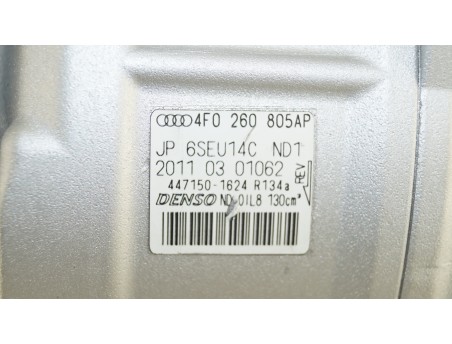 4F0 260 805AP
JP 6SEU14C ND1
2011 03 01062
REV
447150-1624 R134a
DENSO ND-OIL8 130cm³